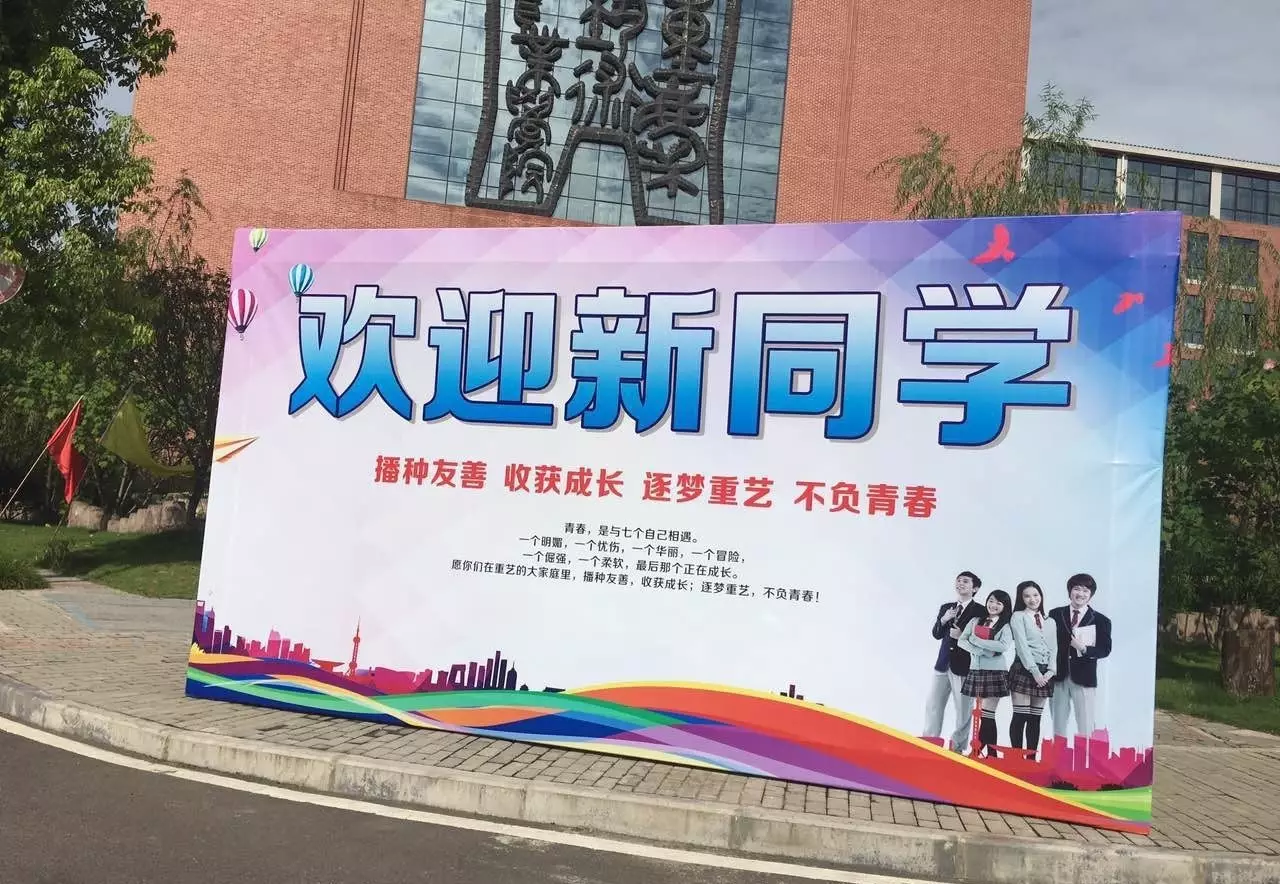 欢迎新同学
播种友善 收获成长 逐梦重艺 不负青春
青春，是与七个自己相遇。
一个明媚，一个忧伤，一个华丽，一个冒险，
一个倔强，一个柔软，最后那个正在成长。
愿你们在重艺的大家庭里，播种友善，收获成长；逐梦重艺，不负青春！